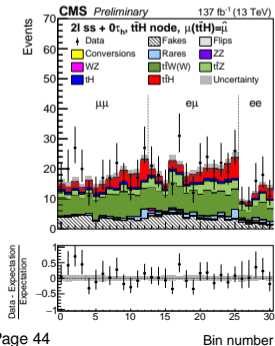 CMS Preliminary 137 fb⁻¹ (13 TeV)
2l ss + 0τh, tt̄H node, μ(tt̄H)=μ̂
Data Fakes Flips
Conversions Rares ZZ
WZ tt̄W(W) tt̄Z
tH tt̄H Uncertainty
Events
70
60
50
40
30
20
10
0
μμ eμ ee
Data - Expectation
Expectation
1
0.5
0
−0.5
−1
0 5 10 15 20 25 30
Page 44 Bin number